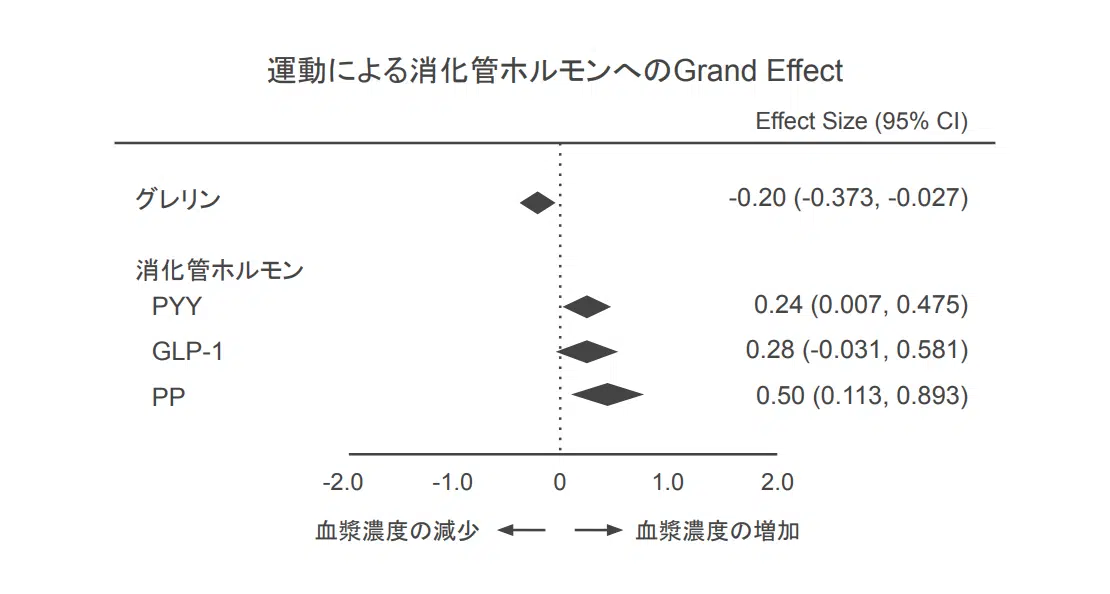 運動による消化管ホルモンへのGrand Effect
Effect Size (95% CI)
グレリン -0.20 (-0.373, -0.027)
消化管ホルモン
PYY 0.24 (0.007, 0.475)
GLP-1 0.28 (-0.031, 0.581)
PP 0.50 (0.113, 0.893)
-2.0 -1.0 0 1.0 2.0
血漿濃度の減少 血漿濃度の増加